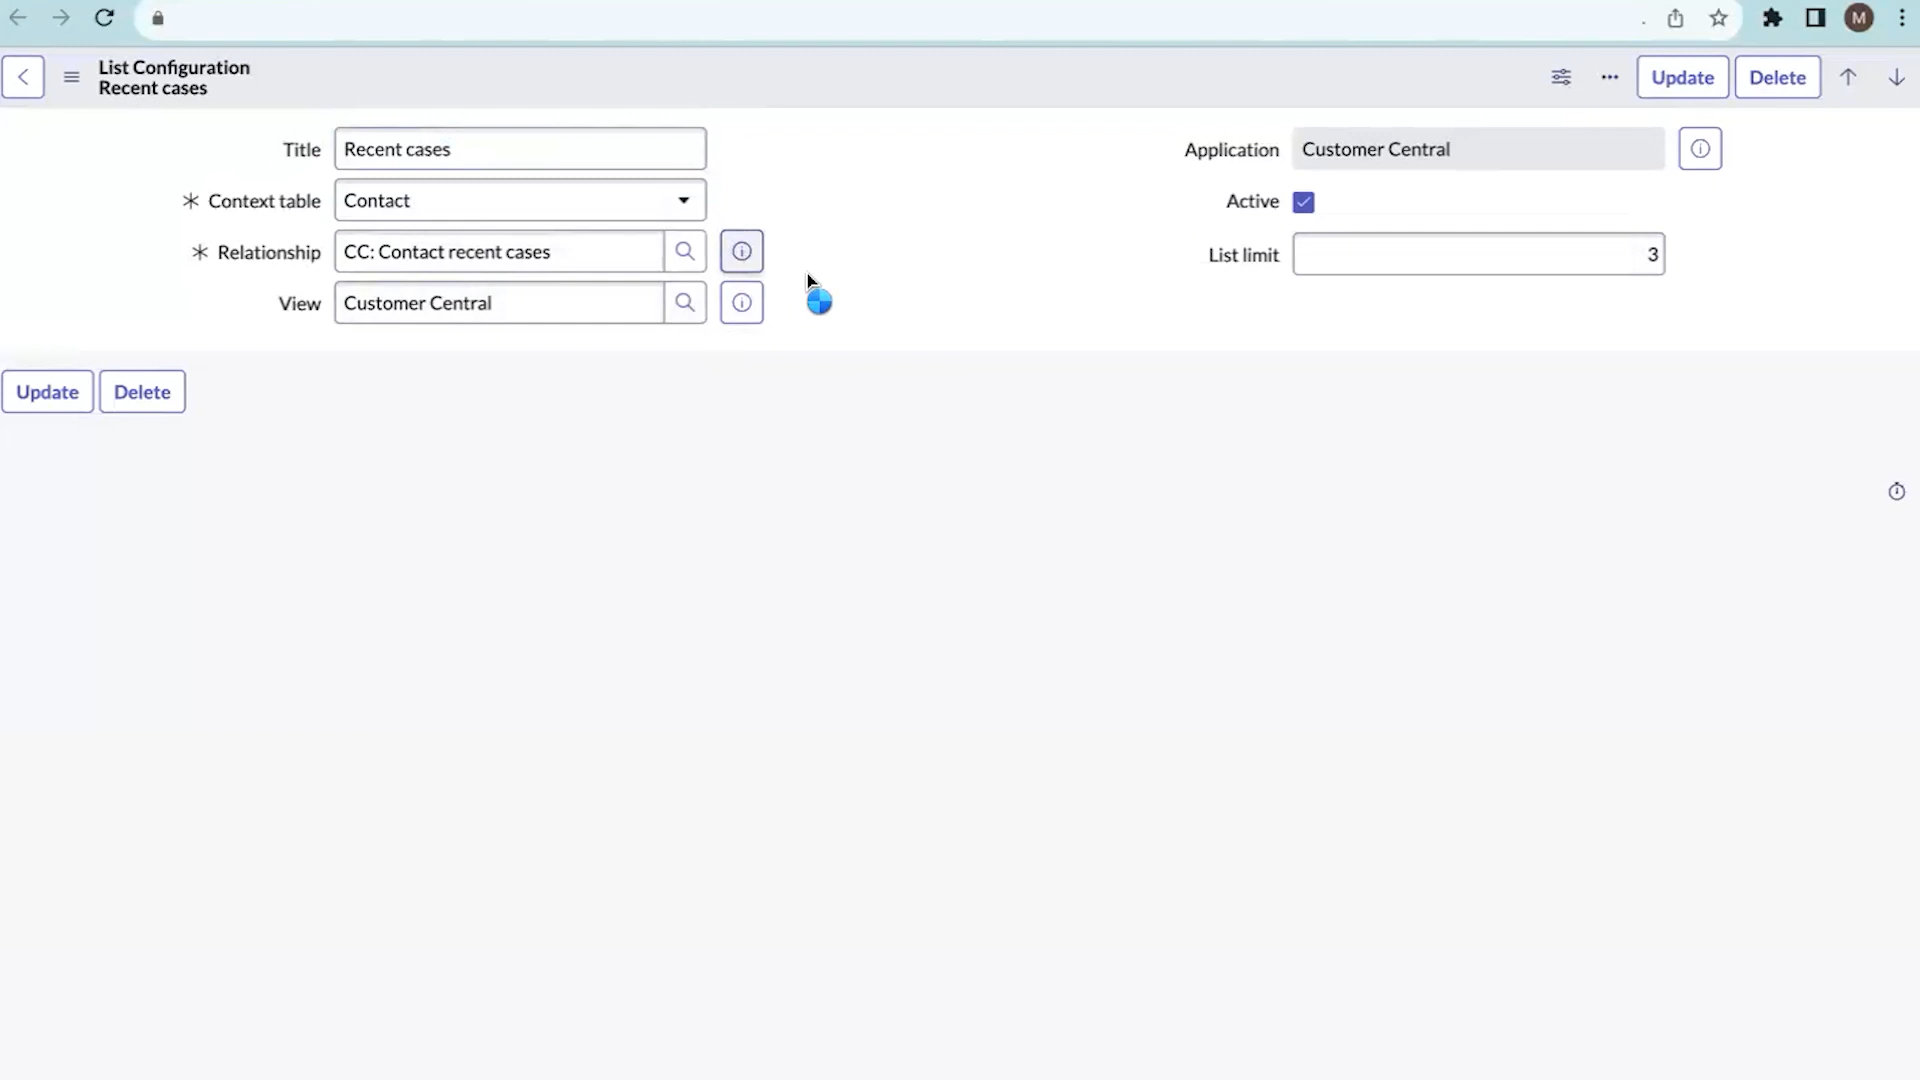 M
List Configuration
Recent cases
Update
Delete
Title
Recent cases
Application
Customer Central
* Context table
Contact
Active
* Relationship
CC: Contact recent cases
List limit
3
View
Customer Central
Update
Delete